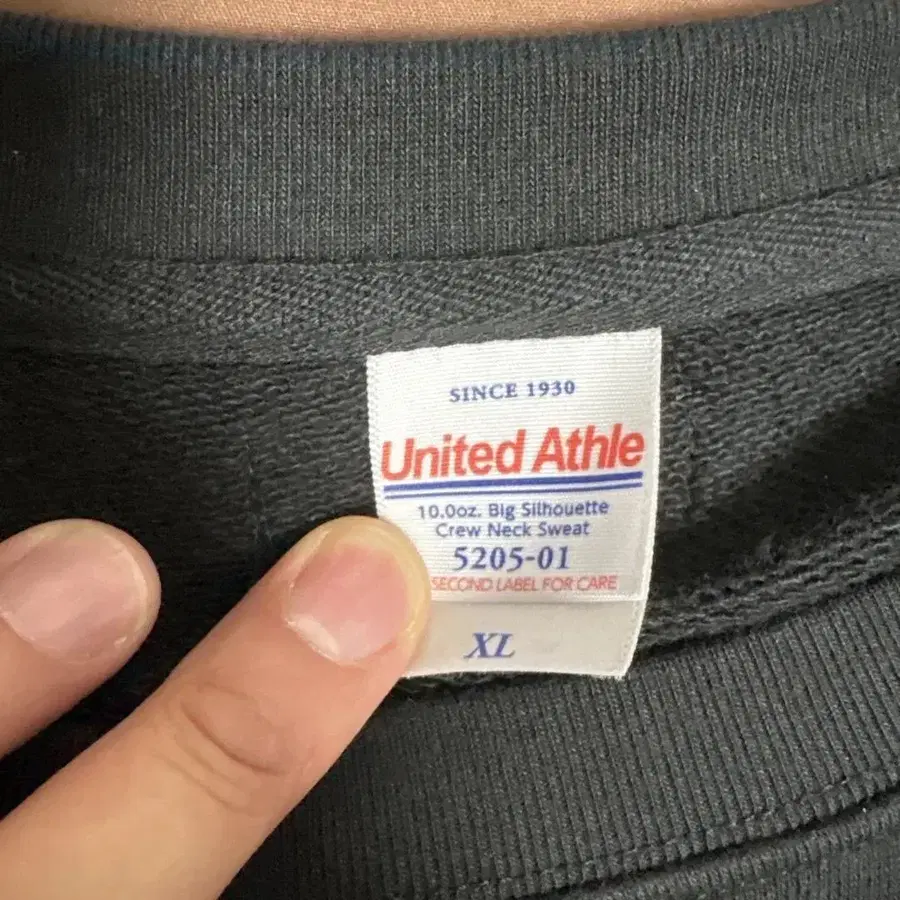 SINCE 1930
United Athle
10.0oz. Big Silhouette
Crew Neck Sweat
5205-01
SECOND LABEL FOR CARE
XL